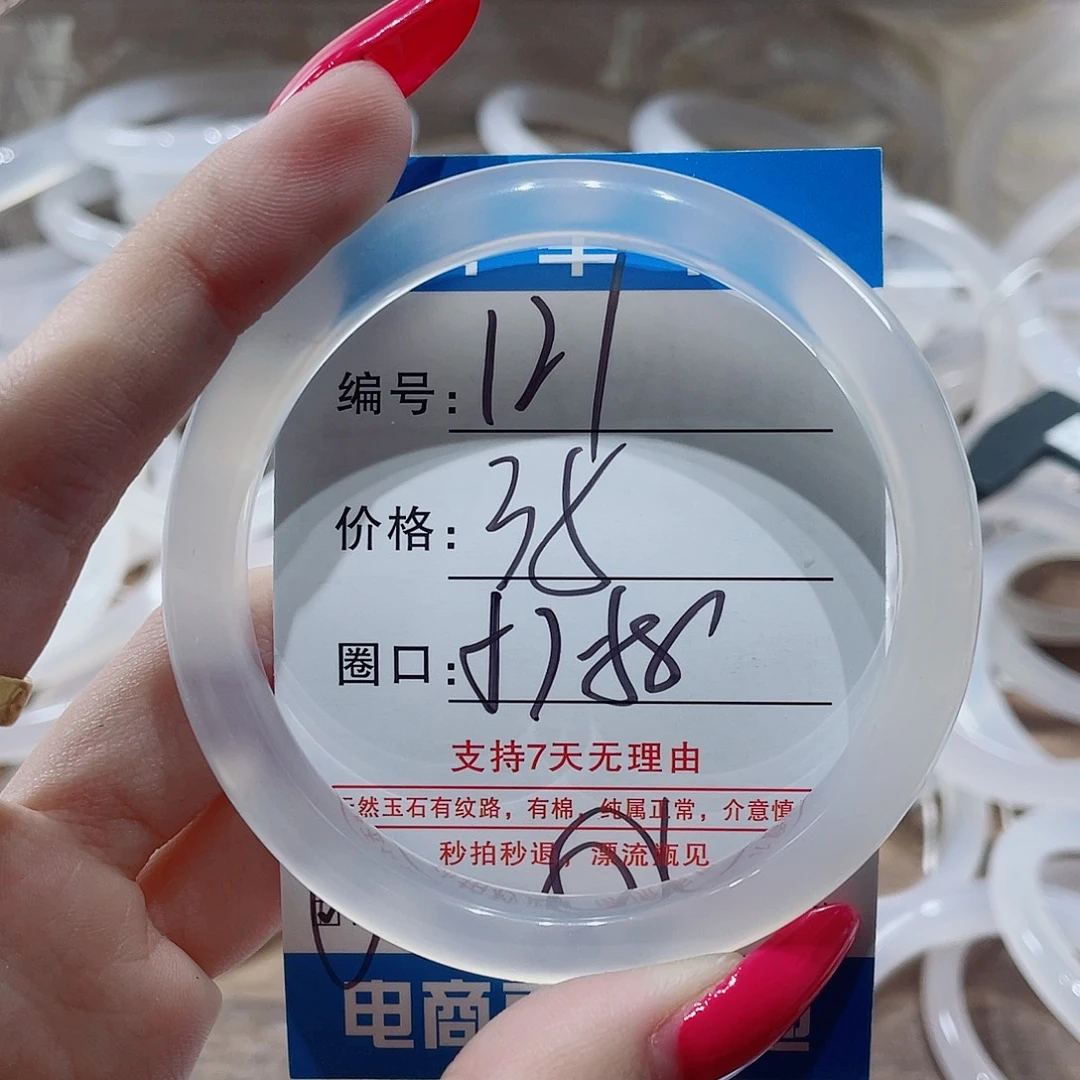 编号: 121
价格: 38
圈口:
支持7天无理由
然玉石有纹路，有棉，纯属正常，介意慎
秒拍秒退，漂流瓶见
电商